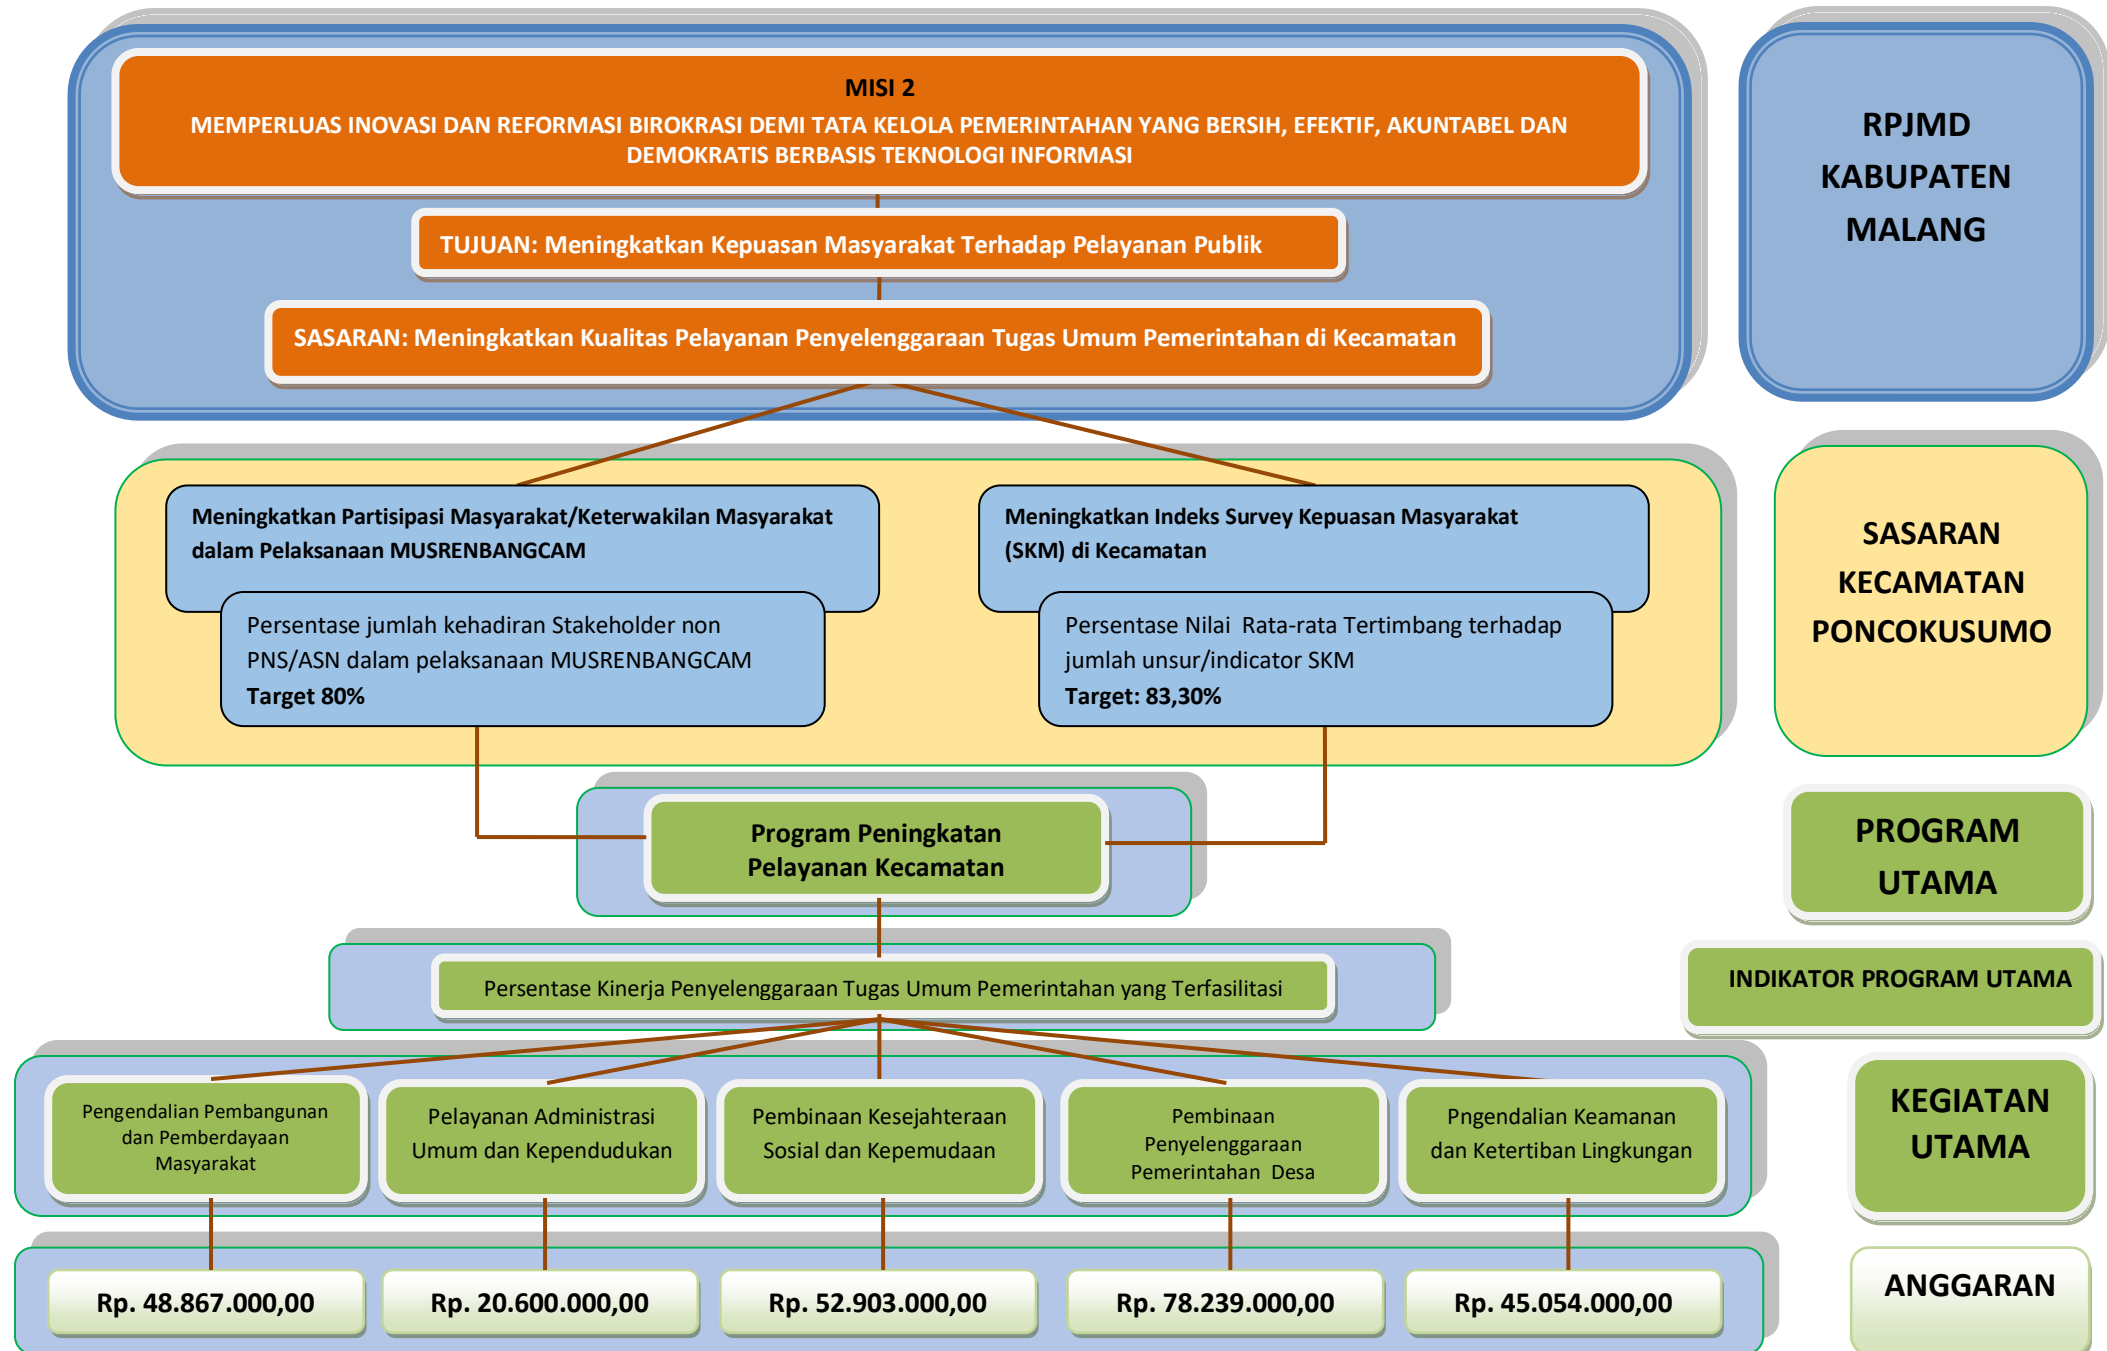 MISI 2
MEMPERLUAS INOVASI DAN REFORMASI BIROKRASI DEMI TATA KELOLA PEMERINTAHAN YANG BERSIH, EFEKTIF, AKUNTABEL DAN
DEMOKRATIS BERBASIS TEKNOLOGI INFORMASI
TUJUAN: Meningkatkan Kepuasan Masyarakat Terhadap Pelayanan Publik
SASARAN: Meningkatkan Kualitas Pelayanan Penyelenggaraan Tugas Umum Pemerintahan di Kecamatan
RPJMD
KABUPATEN
MALANG
Meningkatkan Partisipasi Masyarakat/Keterwakilan Masyarakat
dalam Pelaksanaan MUSRENBANGCAM
Persentase jumlah kehadiran Stakeholder non
PNS/ASN dalam pelaksanaan MUSRENBANGCAM
Target 80%
Meningkatkan Indeks Survey Kepuasan Masyarakat
(SKM) di Kecamatan
Persentase Nilai  Rata-rata Tertimbang terhadap
jumlah unsur/indicator SKM
Target: 83,30%
SASARAN
KECAMATAN
PONCOKUSUMO
Program Peningkatan
Pelayanan Kecamatan
PROGRAM
UTAMA
Persentase Kinerja Penyelenggaraan Tugas Umum Pemerintahan yang Terfasilitasi
INDIKATOR PROGRAM UTAMA
Pengendalian Pembangunan
dan Pemberdayaan
Masyarakat
Pelayanan Administrasi
Umum dan Kependudukan
Pembinaan Kesejahteraan
Sosial dan Kepemudaan
Pembinaan
Penyelenggaraan
Pemerintahan  Desa
Pngendalian Keamanan
dan Ketertiban Lingkungan
KEGIATAN
UTAMA
Rp. 48.867.000,00
Rp. 20.600.000,00
Rp. 52.903.000,00
Rp. 78.239.000,00
Rp. 45.054.000,00
ANGGARAN